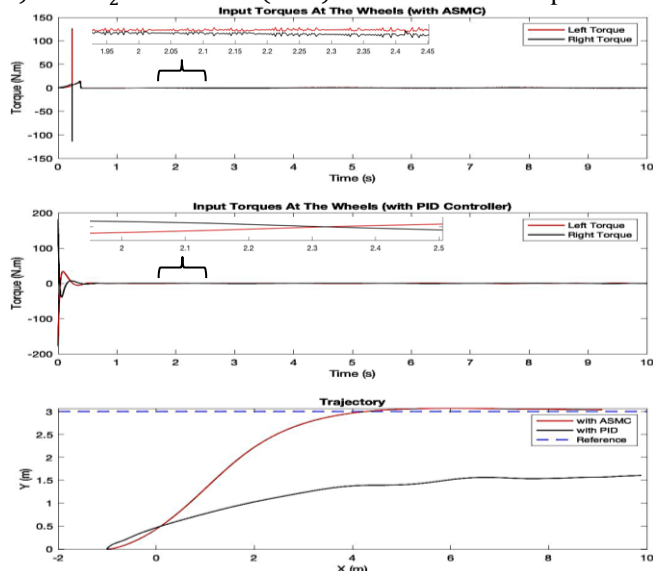 Input Torques At The Wheels (with ASMC)
150
100
50
0
-50
-100
-150
Torque (N.m)
1.95 2 2.05 2.1 2.15 2.2 2.25 2.3 2.35 2.4 2.45
Left Torque
Right Torque
0 1 2 3 4 5 6 7 8 9 10
Time (s)
Input Torques At The Wheels (with PID Controller)
200
100
0
-100
-200
Torque (N.m)
2 2.1 2.2 2.3 2.4 2.5
Left Torque
Right Torque
0 1 2 3 4 5 6 7 8 9 10
Time (s)
Trajectory
3
2.5
2
1.5
1
0.5
0
Y (m)
with ASMC
with PID
Reference
-2 0 2 4 6 8 10
X (m)